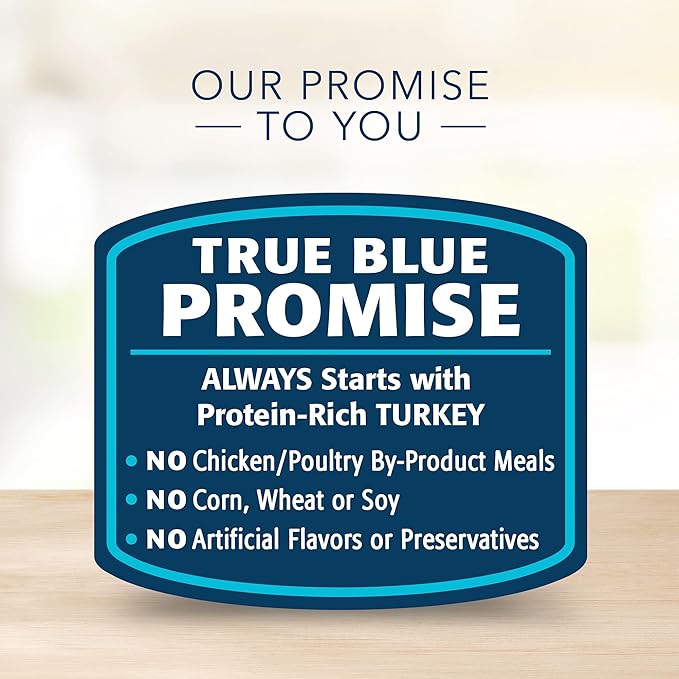 OUR PROMISE
— TO YOU —
TRUE BLUE
PROMISE
ALWAYS Starts with
Protein-Rich TURKEY
• NO Chicken/Poultry By-Product Meals
• NO Corn, Wheat or Soy
• NO Artificial Flavors or Preservatives